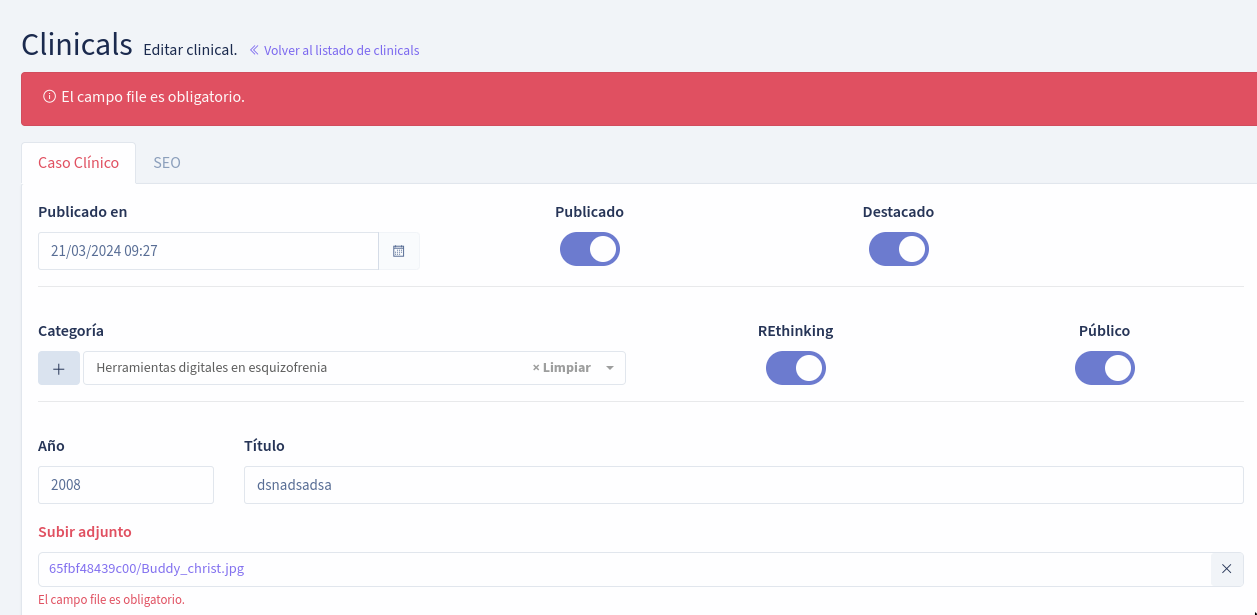 Clinicals Editar clinical. « Volver al listado de clinicals
El campo file es obligatorio.
Caso Clínico SEO
Publicado en Publicado Destacado
21/03/2024 09:27
Categoría REthinking Público
+ Herramientas digitales en esquizofrenia × Limpiar
Año Título
2008 dsnadsadsa
Subir adjunto
65fbf48439c00/Buddy_christ.jpg ×
El campo file es obligatorio.